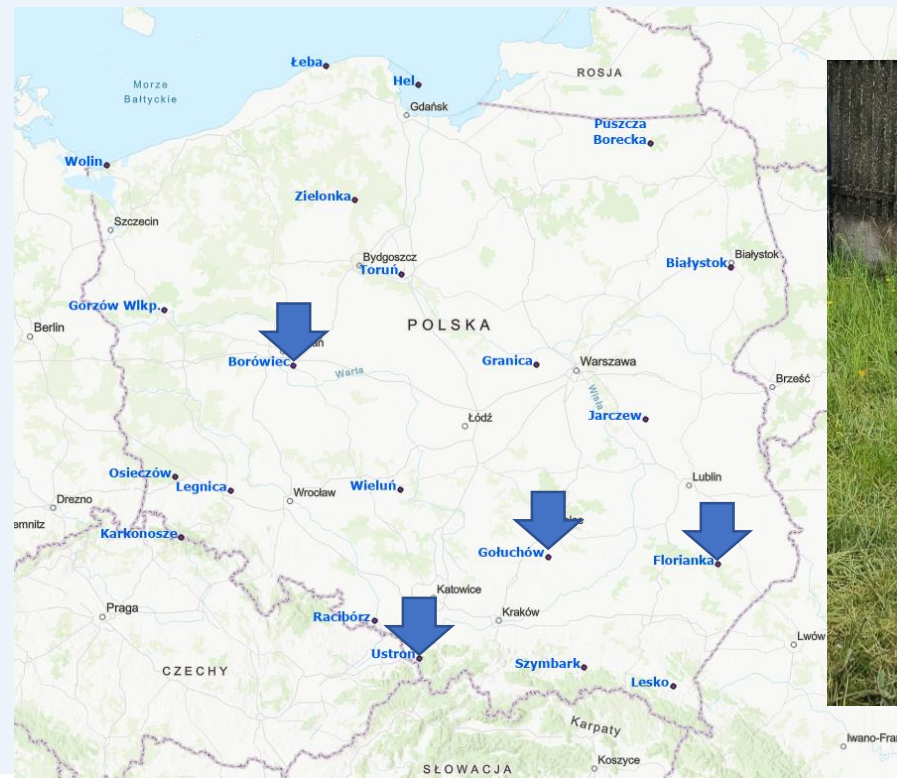 Łeba
Hel
ROSJA
Morze
Bałtyckie
Gdańsk
Puszcza
Borecka
Wolin
Zielonka
Szczecin
Bydgoszcz
Toruń
Białystok
Białystok
Gorzów Wlkp.
Berlin
POLSKA
Borówiec
Warta
Granica
Warszawa
Brześć
Wisła
Łódź
Jarczew
Osieczów
Legnica
Wrocław
Wieluń
Lublin
Drezno
Karkonosze
Gołuchów
Florianka
Katowice
Praga
Racibórz
Kraków
Lwów
Ustroń
Szymbark
CZECHY
Lesko
Karpaty
Koszyce
SŁOWACJA